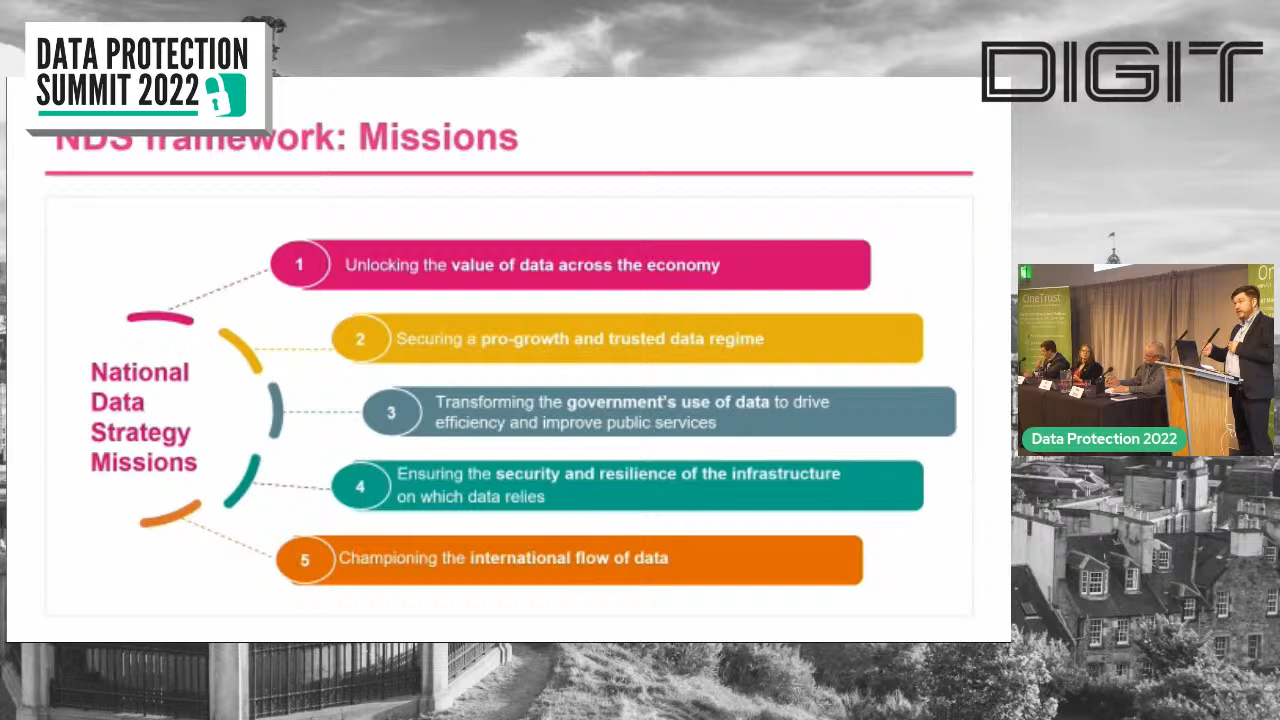 DATA PROTECTION
SUMMIT 2022
DIGIT
NDS framework: Missions
1
Unlocking the value of data across the economy
2
Securing a pro-growth and trusted data regime
National
Data
Strategy
Missions
3
Transforming the government's use of data to drive
efficiency and improve public services
4
Ensuring the security and resilience of the infrastructure
on which data relies
5
Championing the international flow of data
OneTrust
On
Data Protection 2022